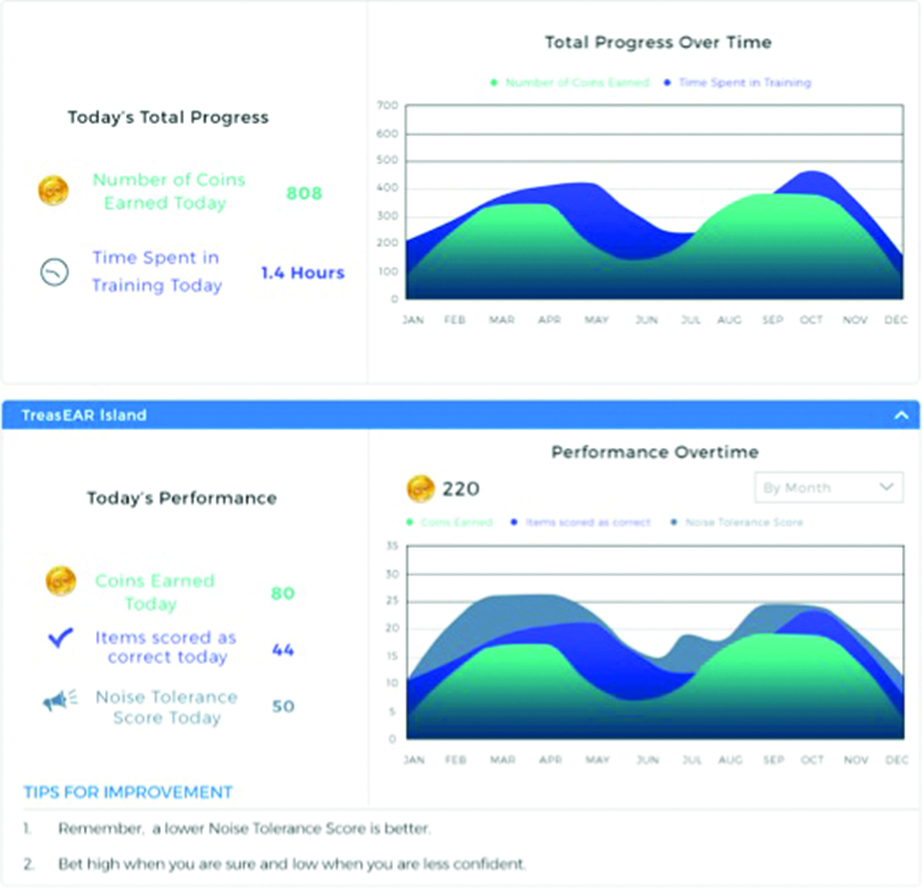 Total Progress Over Time
Number of Coins Earned
Time Spent in Training
Today's Total Progress
Number of Coins
Earned Today
808
Time Spent in
Training Today
1.4 Hours
700
600
500
400
300
200
100
0
JAN FEB MAR APR MAY JUN JUL AUG SEP OCT NOV DEC
TreasEAR Island
Performance Overtime
220
By Month
Coins Earned
Items scored as correct
Noise Tolerance Score
Today's Performance
Coins Earned
Today
80
Items scored as
correct today
44
Noise Tolerance
Score Today
50
35
30
25
20
15
10
5
0
JAN FEB MAR APR MAY JUN JUL AUG SEP OCT NOV DEC
TIPS FOR IMPROVEMENT
1. Remember, a lower Noise Tolerance Score is better.
2. Bet high when you are sure and low when you are less confident.